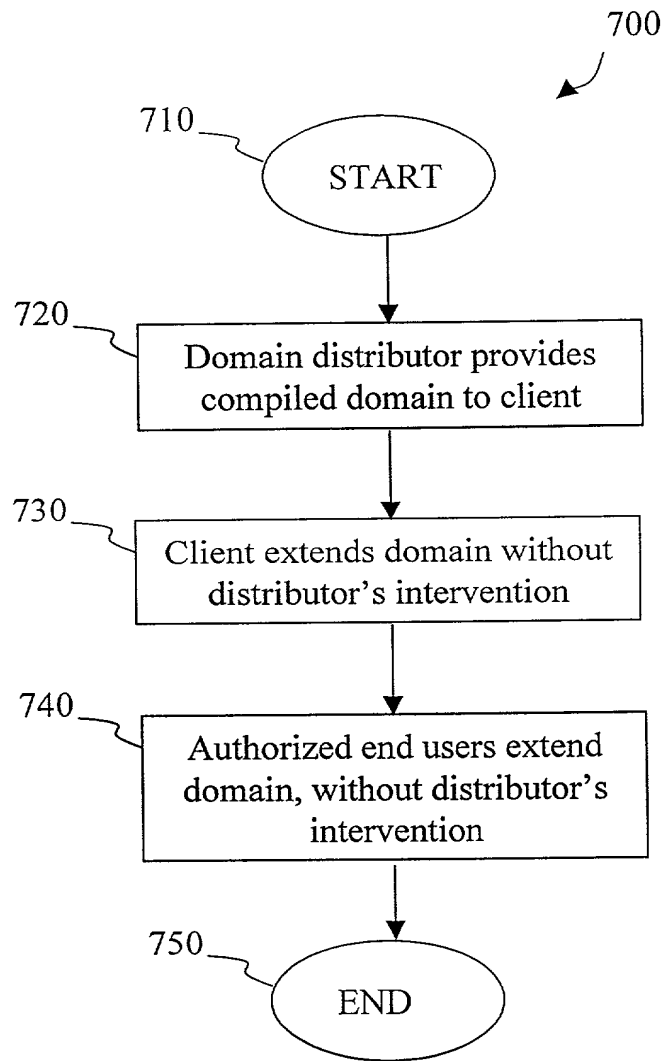 700
710
START
720
Domain distributor provides
compiled domain to client
730
Client extends domain without
distributor's intervention
740
Authorized end users extend
domain, without distributor's
intervention
750
END